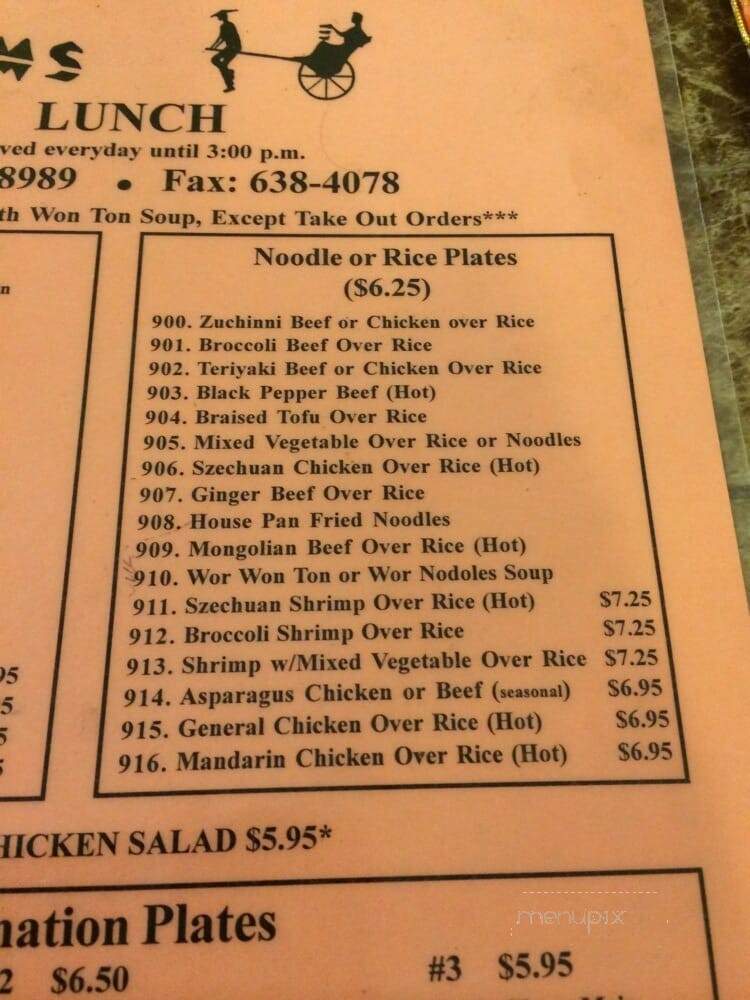 MS
LUNCH
ved everyday until 3:00 p.m.
8989 • Fax: 638-4078
th Won Ton Soup, Except Take Out Orders***
n
Noodle or Rice Plates
($6.25)
900. Zuchinni Beef or Chicken over Rice
901. Broccoli Beef Over Rice
902. Teriyaki Beef or Chicken Over Rice
903. Black Pepper Beef (Hot)
904. Braised Tofu Over Rice
905. Mixed Vegetable Over Rice or Noodles
906. Szechuan Chicken Over Rice (Hot)
907. Ginger Beef Over Rice
908. House Pan Fried Noodles
909. Mongolian Beef Over Rice (Hot)
910. Wor Won Ton or Wor Nodoles Soup
911. Szechuan Shrimp Over Rice (Hot) $7.25
912. Broccoli Shrimp Over Rice $7.25
913. Shrimp w/Mixed Vegetable Over Rice $7.25
914. Asparagus Chicken or Beef (seasonal) $6.95
915. General Chicken Over Rice (Hot) $6.95
916. Mandarin Chicken Over Rice (Hot) $6.95
95
5
5
HICKEN SALAD $5.95*
nation Plates
2 $6.50 #3 $5.95
menupix